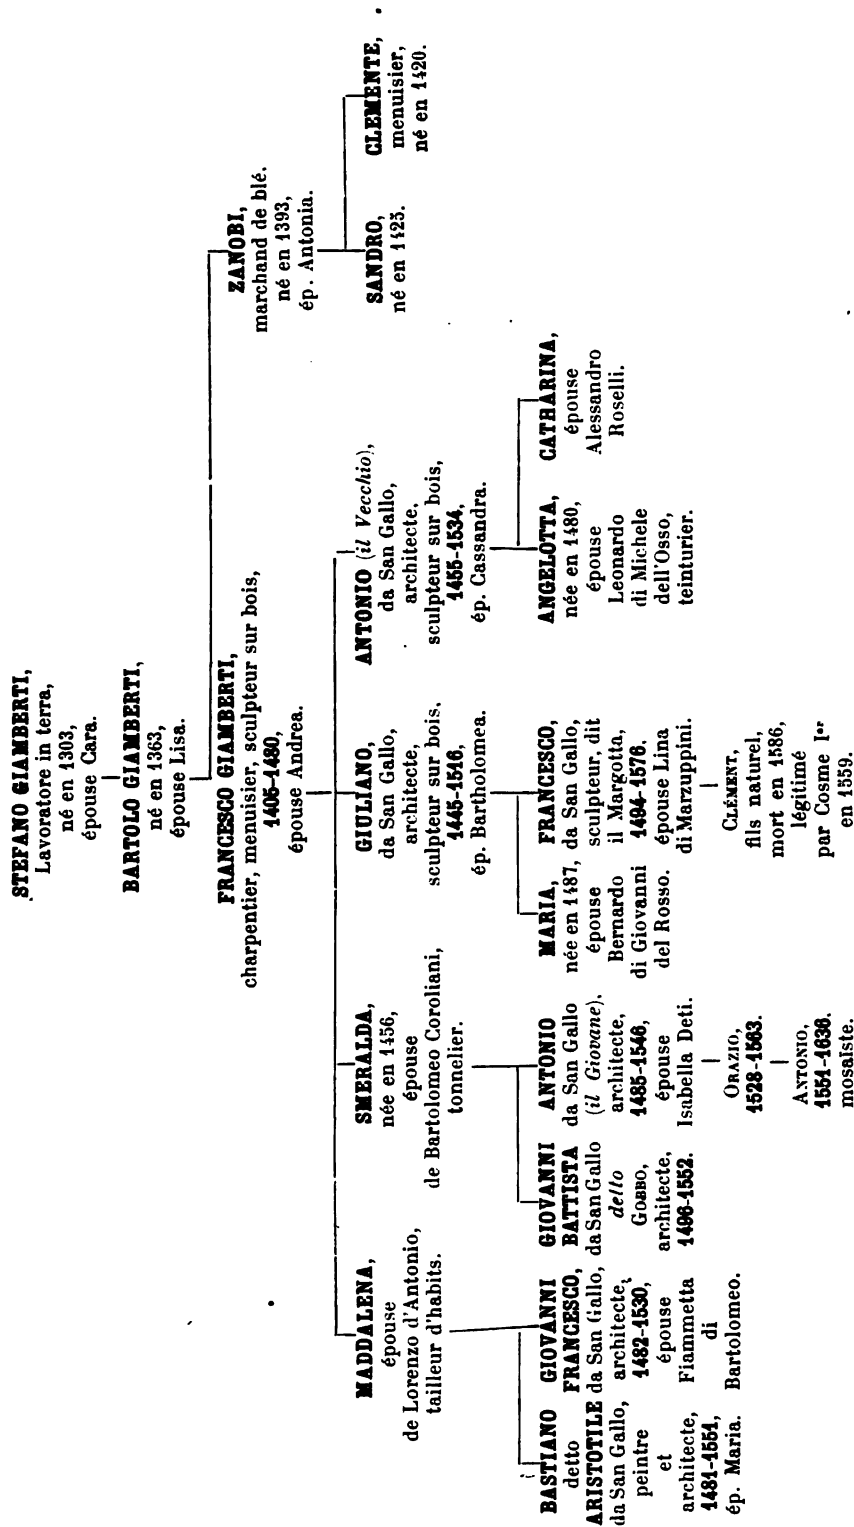 STEFANO GIAMBERTI,
Lavoratore in terra,
né en 1303,
épouse Cara.
BARTOLO GIAMBERTI,
né en 1363,
épouse Lisa.
FRANCESCO GIAMBERTI,
charpentier, menuisier, sculpteur sur bois,
1405-1480,
épouse Andrea.
ZANOBI,
marchand de blé.
né en 1393,
ép. Antonia.
MADDALENA,
épouse
de Lorenzo d'Antonio,
tailleur d'habits.
SMERALDA,
née en 1456,
épouse
de Bartolomeo Coroliani,
tonnelier.
GIULIANO,
da San Gallo,
architecte,
sculpteur sur bois,
1445-1516,
ép. Bartholomea.
ANTONIO (il Vecchio),
da San Gallo,
architecte,
sculpteur sur bois,
1455-1534,
ép. Cassandra.
SANDRO,
né en 1425.
CLEMENTE,
menuisier,
né en 1420.
BASTIANO
detto
ARISTOTILE
da San Gallo,
peintre
et
architecte,
1481-1551,
ép. Maria.
GIOVANNI
FRANCESCO,
da San Gallo,
architecte,
1482-1530,
épouse
Fiammetta
di
Bartolomeo.
GIOVANNI
BATTISTA
da San Gallo
detto
GOBBO,
architecte,
1496-1552.
ANTONIO
da San Gallo
(il Giovane),
architecte,
1485-1546,
épouse
Isabella Deti.
ORAZIO,
1528-1563.
ANTONIO,
1551-1636.
mosaïste.
MARIA,
née en 1487,
épouse
Bernardo
di Giovanni
del Rosso.
FRANCESCO,
da San Gallo,
sculpteur, dit
il Margotta,
1494-1576,
épouse Lina
di Marzuppini.
CLÉMENT,
fils naturel,
mort en 1586,
légitimé
par Cosme Ier
en 1559.
ANGELOTTA,
née en 1480,
épouse
Leonardo
di Michele
dell'Osso,
teinturier.
CATHARINA,
épouse
Alessandro
Roselli.